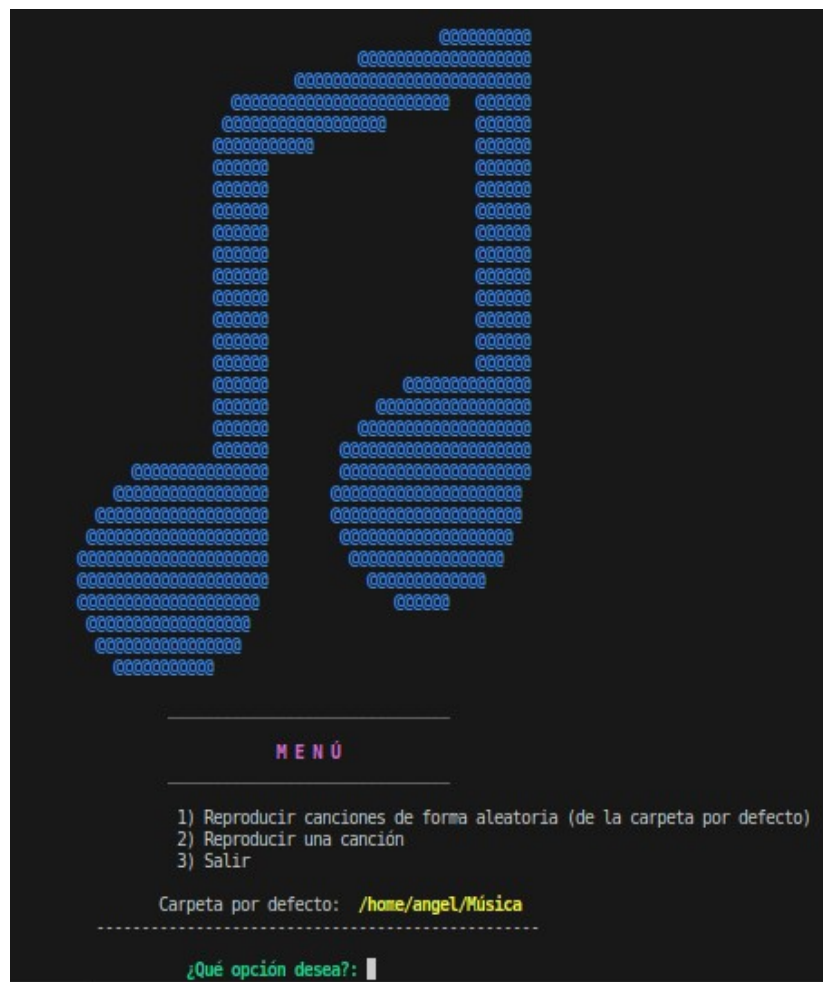 M E N Ú
1) Reproducir canciones de forma aleatoria (de la carpeta por defecto)
2) Reproducir una canción
3) Salir
Carpeta por defecto: /home/angel/Música
¿Qué opción desea?: